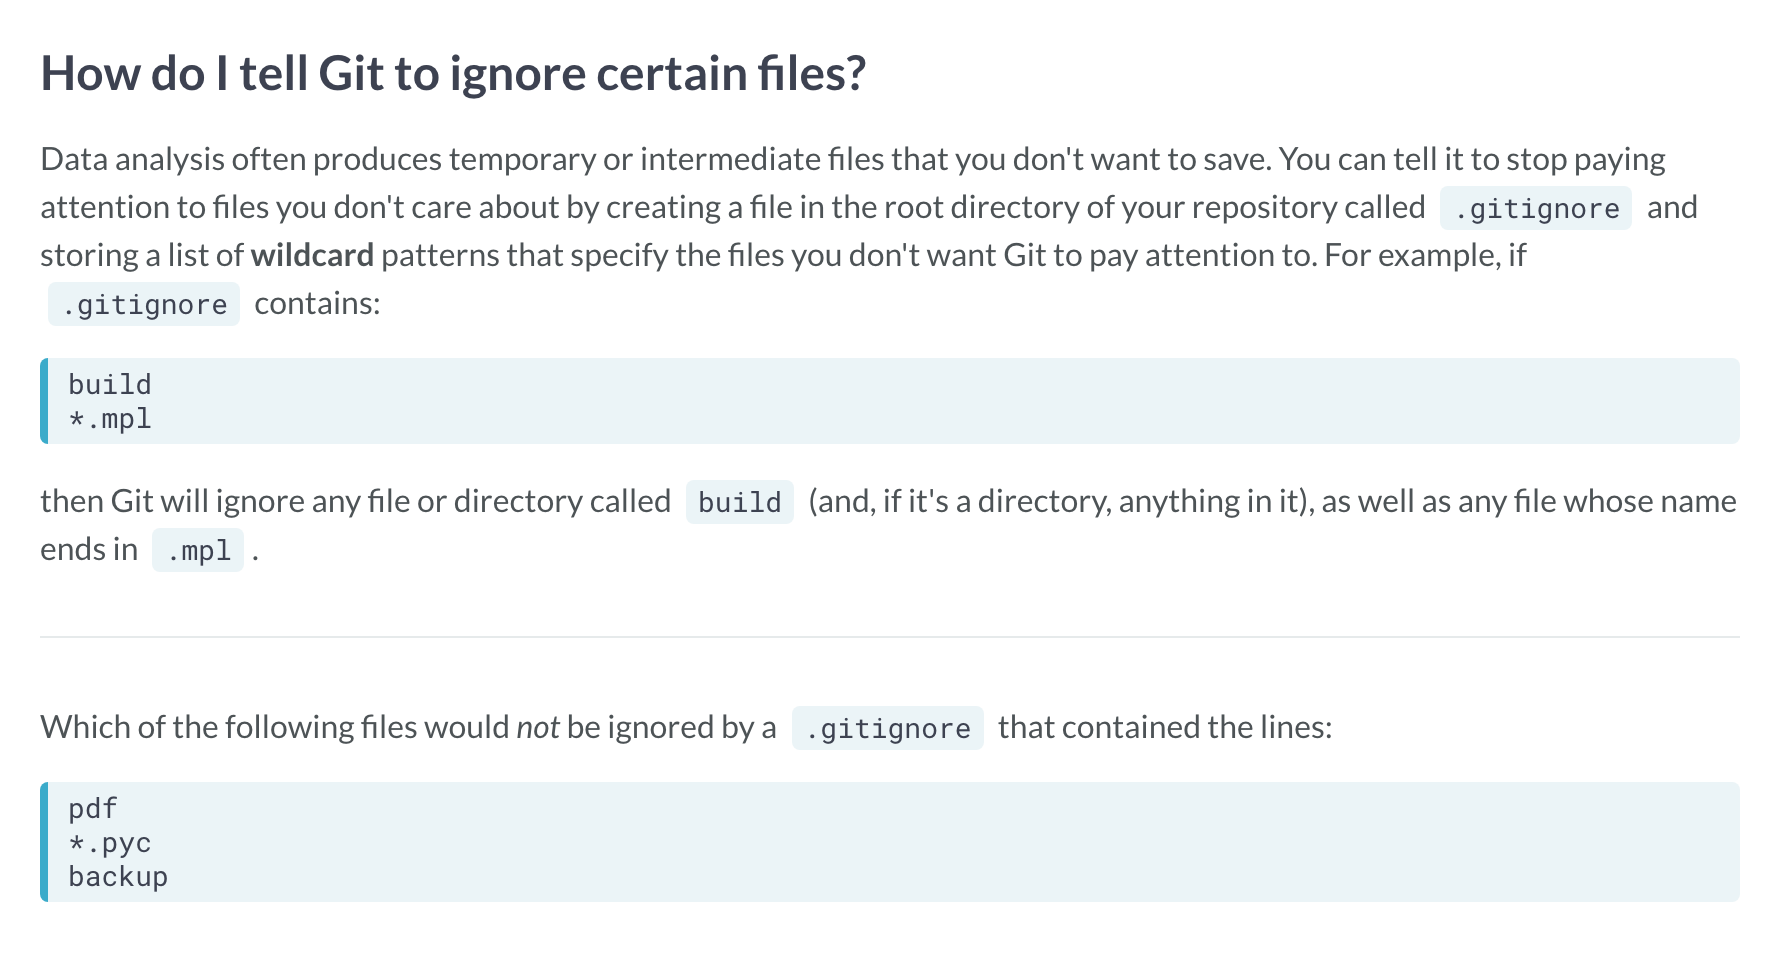 How do I tell Git to ignore certain files?
Data analysis often produces temporary or intermediate files that you don't want to save. You can tell it to stop paying
attention to files you don't care about by creating a file in the root directory of your repository called .gitignore and
storing a list of wildcard patterns that specify the files you don't want Git to pay attention to. For example, if
.gitignore contains:
build
*.mpl
then Git will ignore any file or directory called build (and, if it's a directory, anything in it), as well as any file whose name
ends in .mpl .
Which of the following files would not be ignored by a .gitignore that contained the lines:
pdf
*.pyc
backup